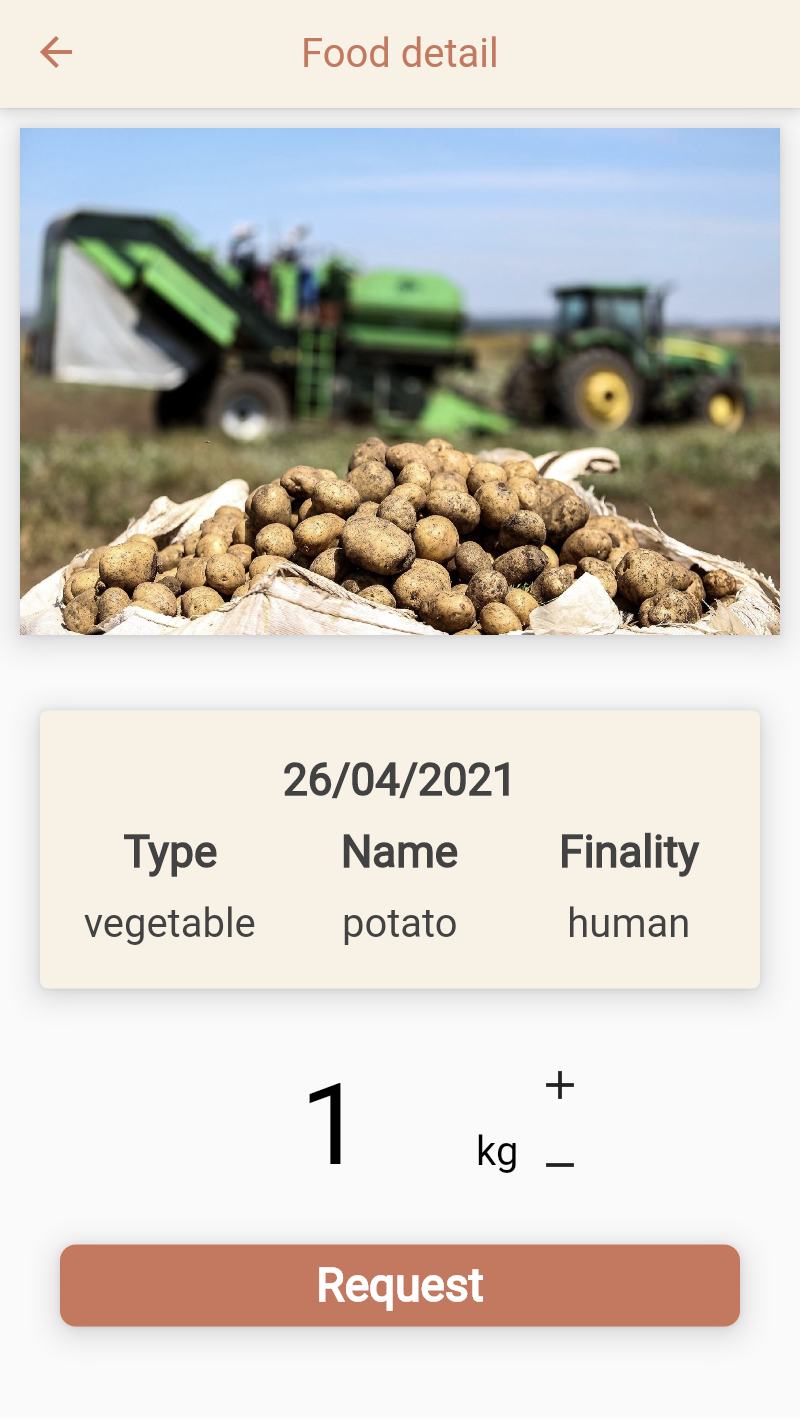 Food detail
26/04/2021
Type Name Finality
vegetable potato human
1 kg + −
Request